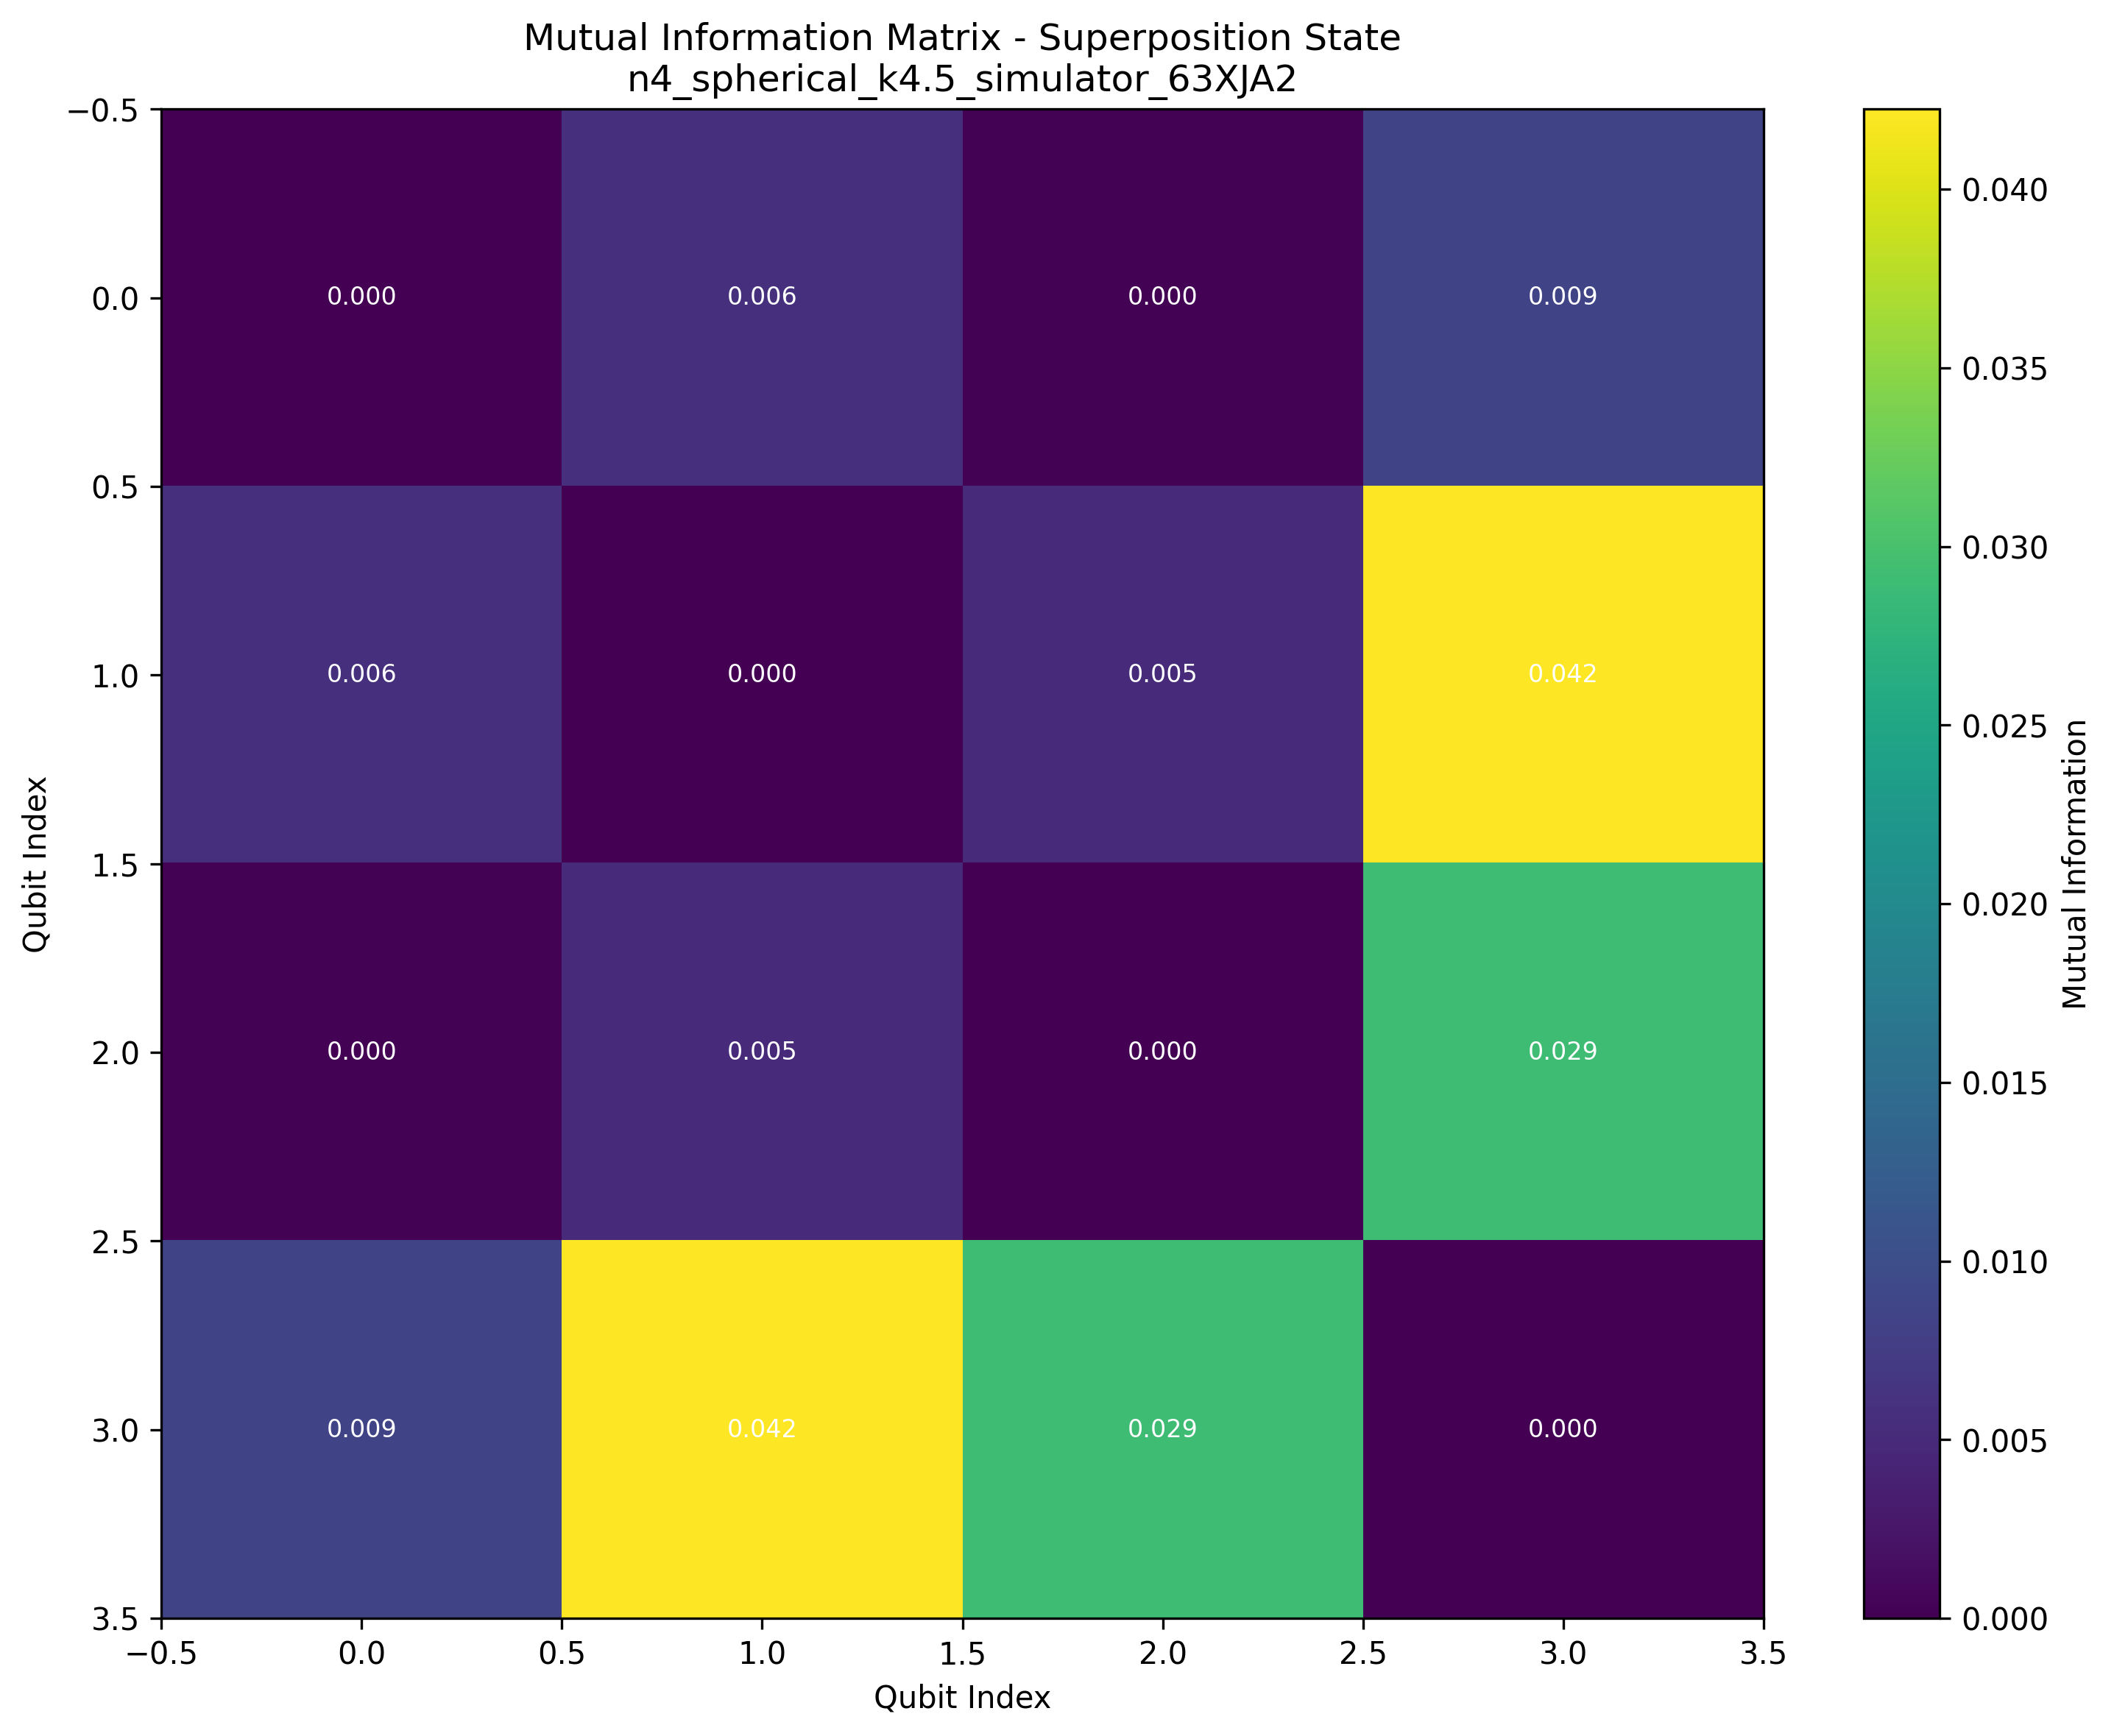 Mutual Information Matrix - Superposition State
n4_spherical_k4.5_simulator_63XJA2
−0.5
0.0
0.5
1.0
1.5
2.0
2.5
3.0
3.5
Qubit Index
0.000 0.006 0.000 0.009
0.006 0.000 0.005 0.042
0.000 0.005 0.000 0.029
0.009 0.042 0.029 0.000
−0.5 0.0 0.5 1.0 1.5 2.0 2.5 3.0 3.5
Qubit Index
0.040
0.035
0.030
0.025
0.020
0.015
0.010
0.005
0.000
Mutual Information